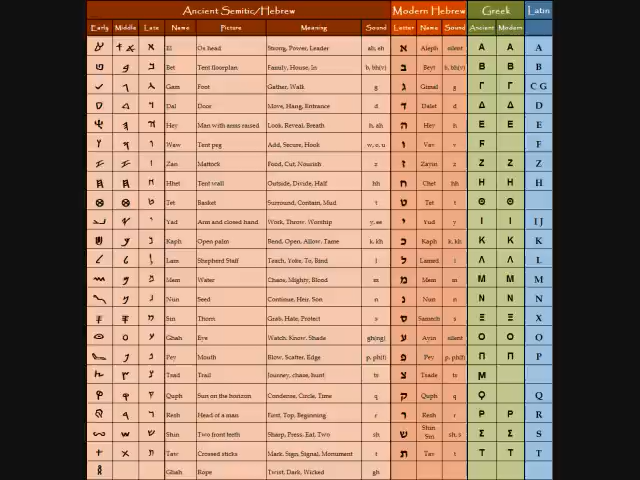 Ancient Semitic/Hebrew Modern Hebrew Greek Latin
Early Middle Late Name Picture Meaning Sound Letter Name Sound Ancient Modern
El Ox head Strong, Power, Leader ah, eh א Aleph silent Α Α A
Bet Tent floorplan Family, House, In b, bh(v) ב Beyt b, bh(v) Β Β B
Gam Foot Gather, Walk g ג Gimal g Γ Γ C G
Dal Door Move, Hang, Entrance d ד Dalet d Δ Δ D
Hey Man with arms raised Look, Reveal, Breath h, ah ה Hey h Ε Ε E
Waw Tent peg Add, Secure, Hook w, o, u ו Vav v F F
Zan Mattock Food, Cut, Nourish z ז Zayin z Ζ Ζ Z
Hhet Tent wall Outside, Divide, Half hh ח Chet hh Η Η H
Tet Basket Surround, Contain, Mud t ט Tet t Θ Θ
Yad Arm and closed hand Work, Throw, Worship y, ee י Yud y Ι Ι I J
Kaph Open palm Bend, Open, Allow, Tame k, kh כ Kaph k, kh Κ Κ K
Lam Shepherd Staff Teach, Yoke, To, Bind l ל Lamed l Λ Λ L
Mem Water Chaos, Mighty, Blood m מ Mem m Μ Μ M
Nun Seed Continue, Heir, Son n נ Nun n Ν Ν N
Sin Thorn Grab, Hate, Protect s ס Samech s Ξ Ξ X
Ghah Eye Watch, Know, Shade gh(ng) ע Ayin silent Ο Ο O
Pey Mouth Blow, Scatter, Edge p, ph(f) פ Pey p, ph(f) Π Π P
Tsad Trail Journey, chaos, hunt ts צ Tsade ts M
Quph Sun on the horizon Condense, Circle, Time q ק Quph q Ϙ Q
Resh Head of a man First, Top, Beginning r ר Resh r Ρ Ρ R
Shin Two front teeth Sharp, Press, Eat, Two sh ש Shin Sin sh, s Σ Σ S
Taw Crossed sticks Mark, Sign, Signal, Monument t ת Tav t Τ Τ T
Ghah Rope Twist, Dark, Wicked gh